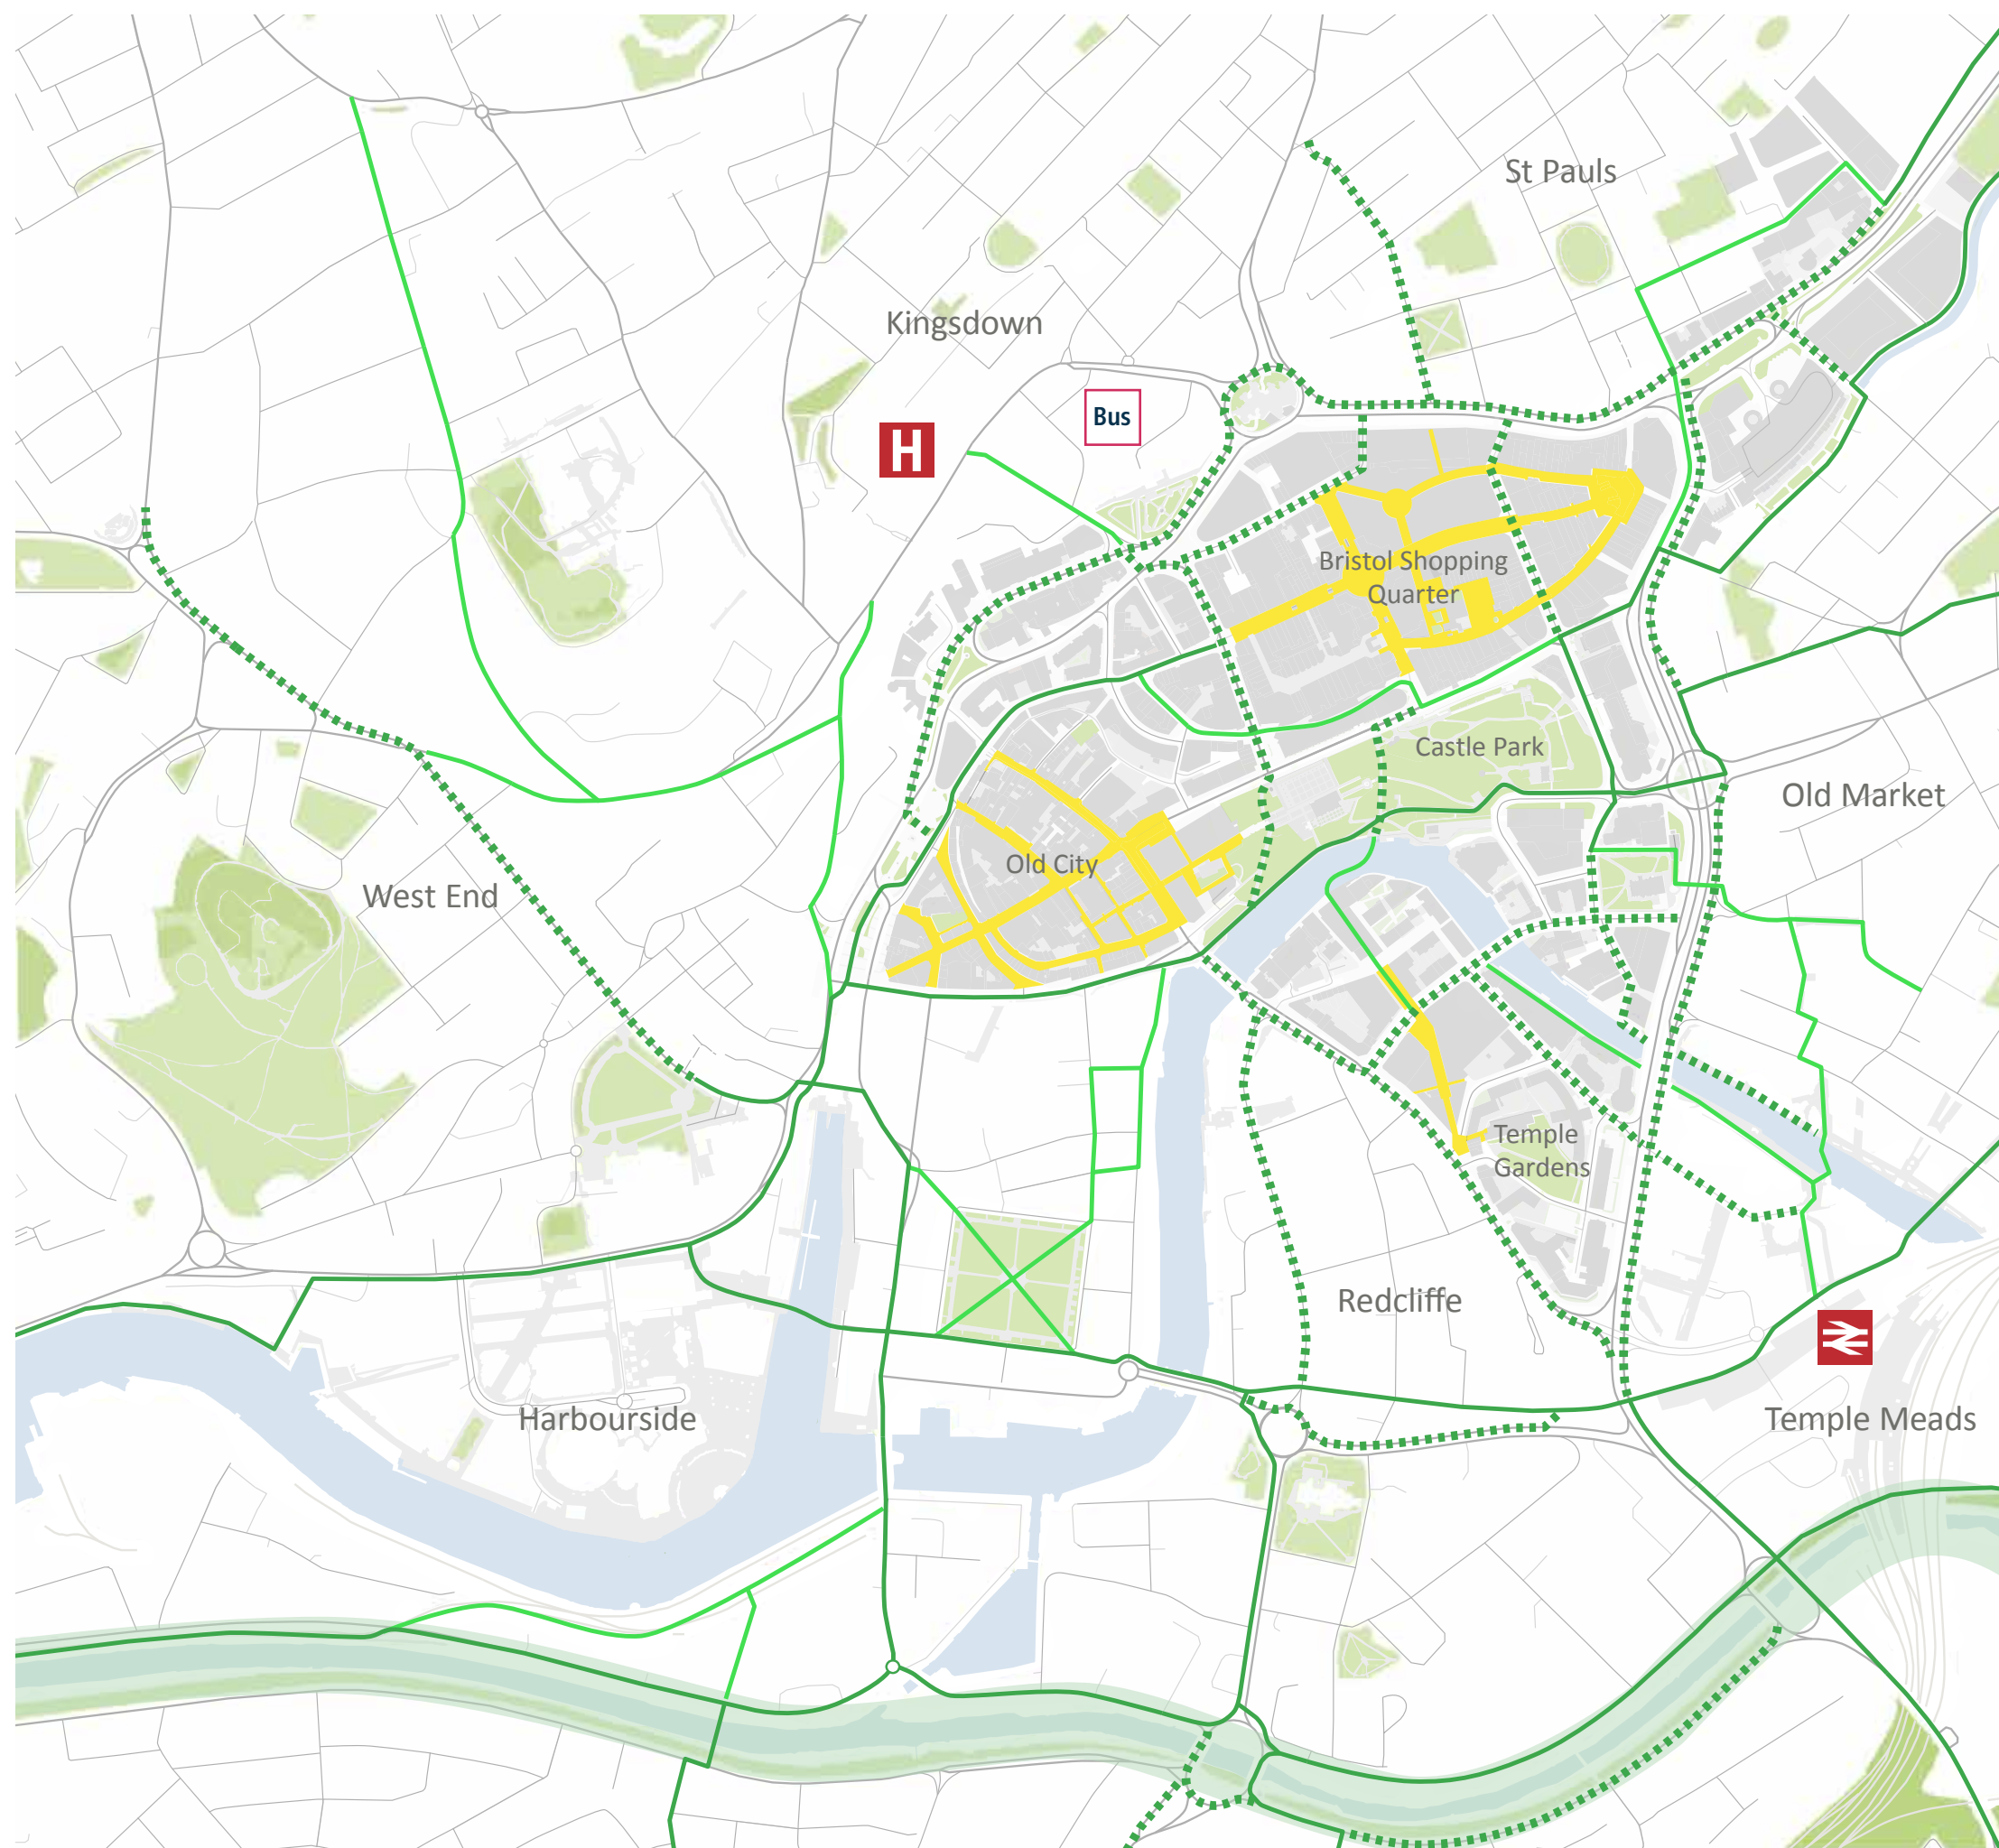 St Pauls
Kingsdown
Bus
H
Bristol Shopping
Quarter
Castle Park
Old Market
Old City
West End
Temple
Gardens
Redcliffe
Harbourside
Temple Meads